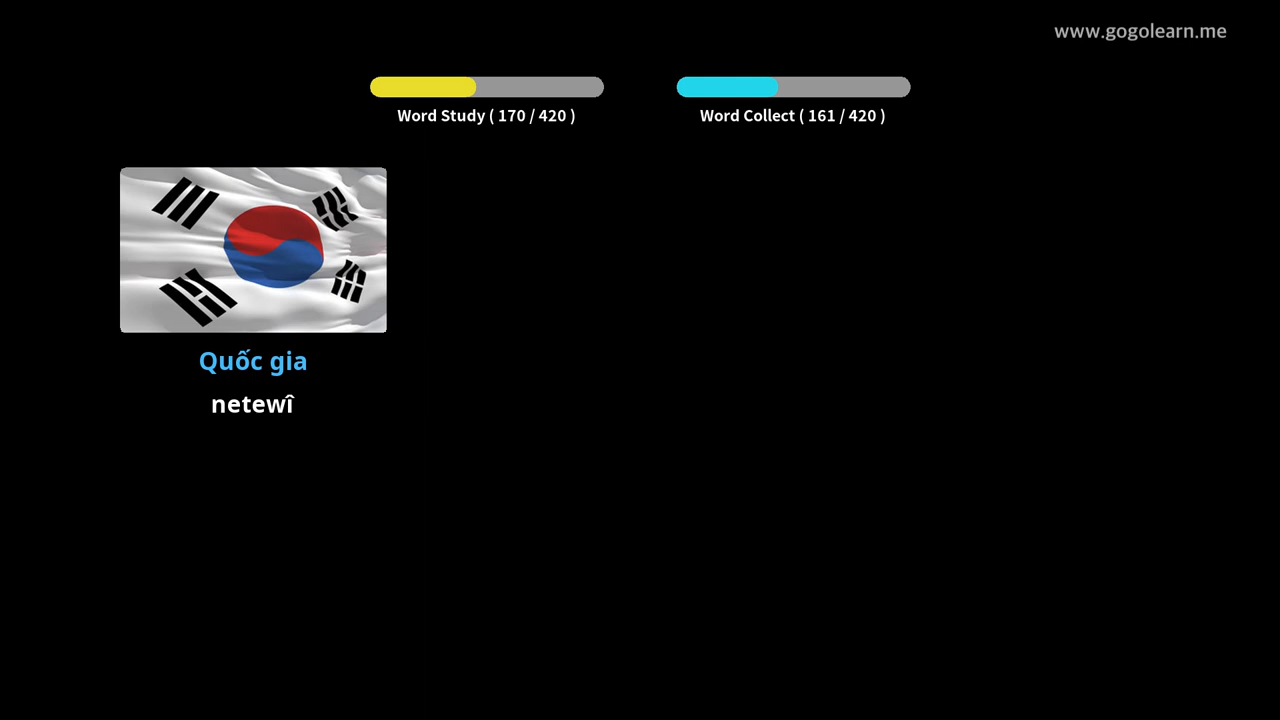 www.gogolearn.me
Word Study ( 170 / 420 )
Word Collect ( 161 / 420 )
Quốc gia
netewî